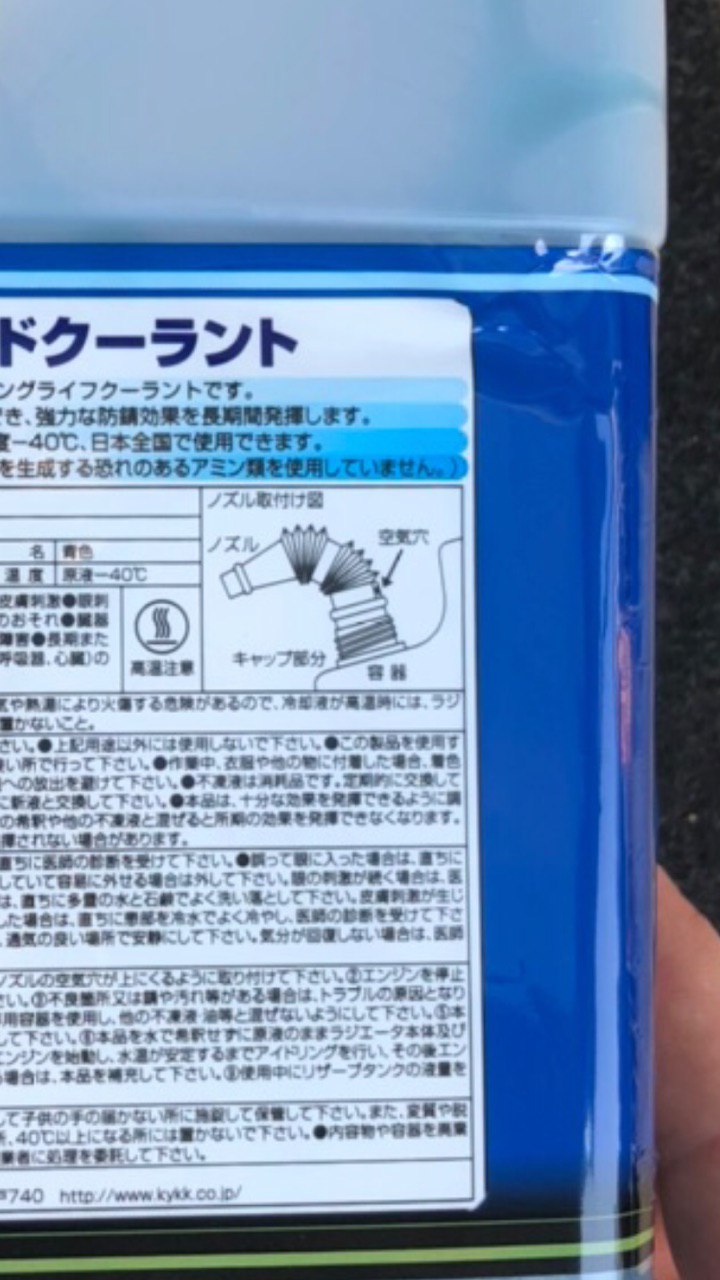 ドクーラント
ングライフクーラントです。
でき、強力な防錆効果を長期間発揮します。
度−40℃、日本全国で使用できます。
を生成する恐れのあるアミン類を使用していません。）
ノズル取付け図
ノズル
空気穴
キャップ部分
容器
名 青色
温 度 原液−40℃
皮膚刺激●眼刺
のおそれ●臓器
障害●長期また
呼吸器、心臓)の
高温注意
気や熱湯により火傷する危険があるので、冷却液が高温時には、ラジ
置かないこと。
さい。●上記用途以外には使用しないで下さい。●この製品を使用す
良い所で行って下さい。●作業中、衣服や他の物に付着した場合、着色
への放出を避けて下さい。●不凍液は消耗品です。定期的に交換して
に新液と交換して下さい。●本品は、十分な効果を発揮できるように調
の希釈や他の不凍液と混ぜると所期の効果を発揮できなくなります。
揮されない場合があります。
直ちに医師の診断を受けて下さい。●誤って眼に入った場合は、直ちに
していて容易に外せる場合は外して下さい。眼の刺激が続く場合は、医
は、直ちに多量の水と石鹸でよく洗い落として下さい。皮膚刺激が生じ
した場合は、直ちに患部を冷水でよく冷やし、医師の診断を受けて下さ
、通気の良い場所で安静にして下さい。気分が回復しない場合は、医師
ノズルの空気穴が上にくるように取り付けて下さい。②エンジンを停止
さい。③不良箇所又は錆や汚れ等がある場合は、トラブルの原因となり
専用容器を使用し、他の不凍液 油等と混ぜないようにして下さい。⑤本
して下さい。⑥本品を水で希釈せずに原液のままラジエータ本体及び
エンジンを始動し、水温が安定するまでアイドリングを行い、その後エン
る場合は、本品を補充して下さい。⑧使用中にリザーブタンクの液量を
して子供の手の届かない所に施錠して保管して下さい。また、変質や脱
所、40℃以上になる所には置かないで下さい。●内容物や容器を廃棄
業者に処理を委託して下さい。
戸740 http://www.kykk.co.jp/